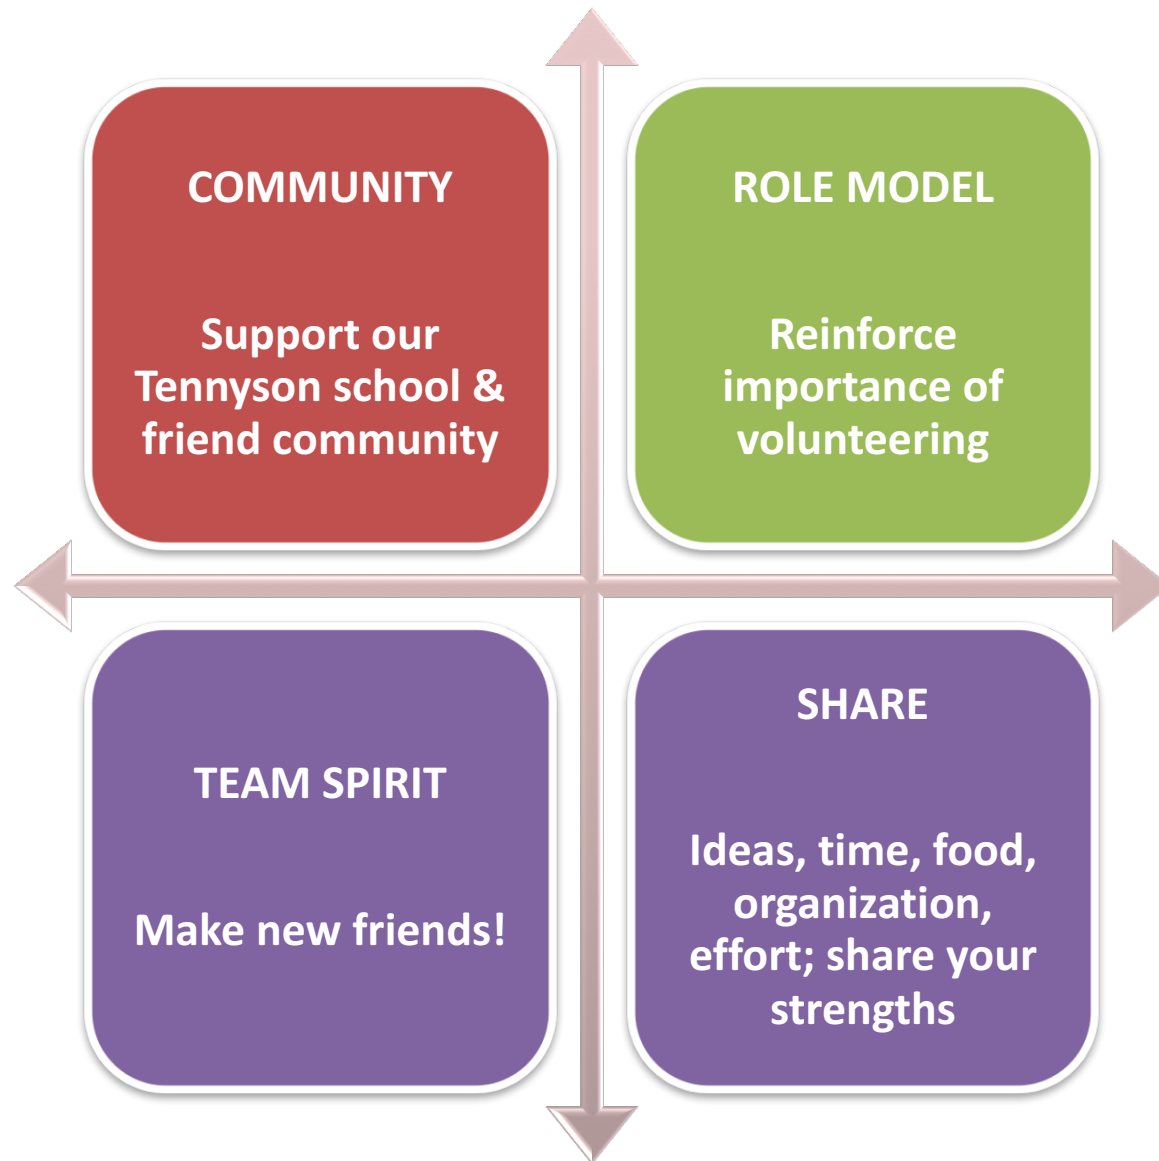 COMMUNITY
Support our
Tennyson school &
friend community
ROLE MODEL
Reinforce
importance of
volunteering
TEAM SPIRIT
Make new friends!
SHARE
Ideas, time, food,
organization,
effort; share your
strengths